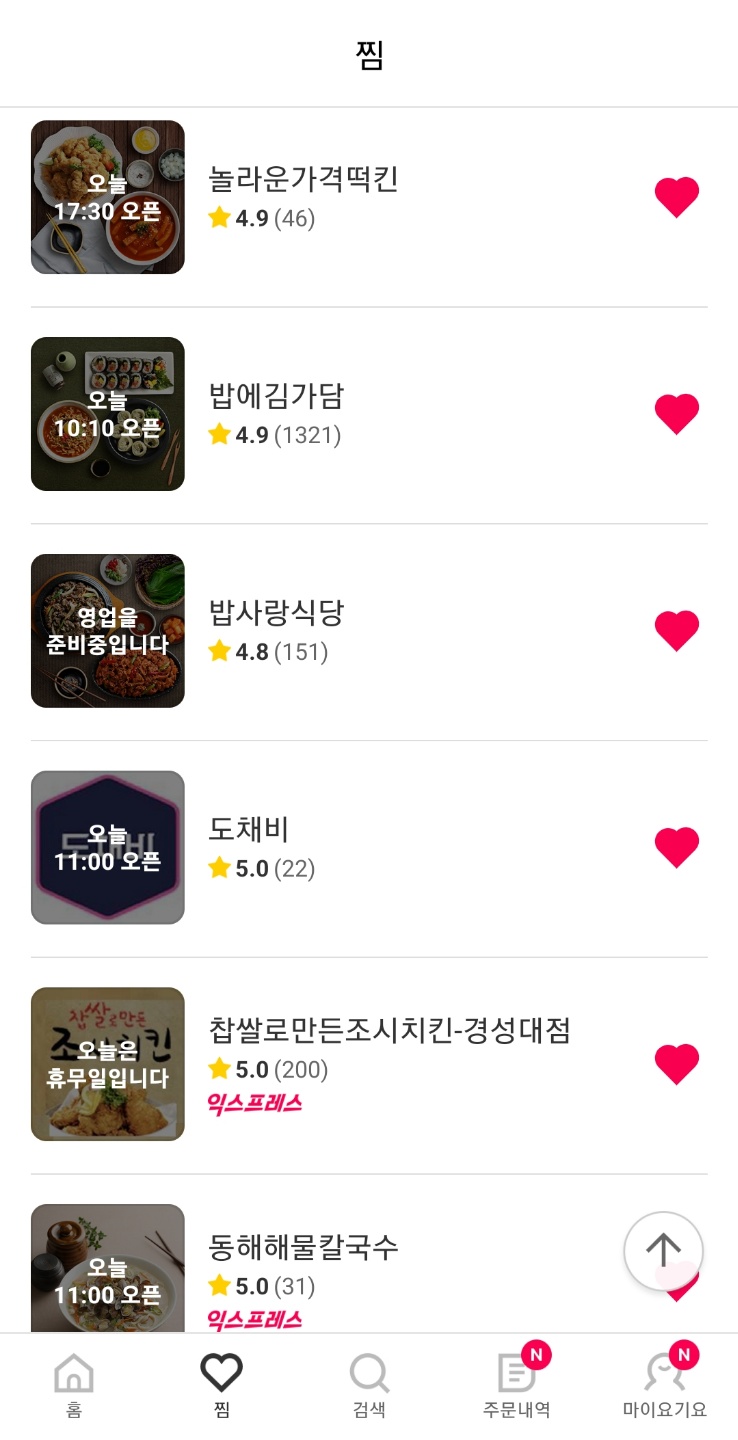 찜
오늘
17:30 오픈
놀라운가격떡킨
4.9 (46)
오늘
10:10 오픈
밥에김가담
4.9 (1321)
영업을
준비중입니다
밥사랑식당
4.8 (151)
도채비
오늘
11:00 오픈
도채비
5.0 (22)
찹쌀로만든
조시치킨
오늘은
휴무일입니다
찹쌀로만든조시치킨-경성대점
5.0 (200)
익스프레스
오늘
11:00 오픈
동해해물칼국수
5.0 (31)
익스프레스
홈
찜
검색
N
주문내역
N
마이요기요